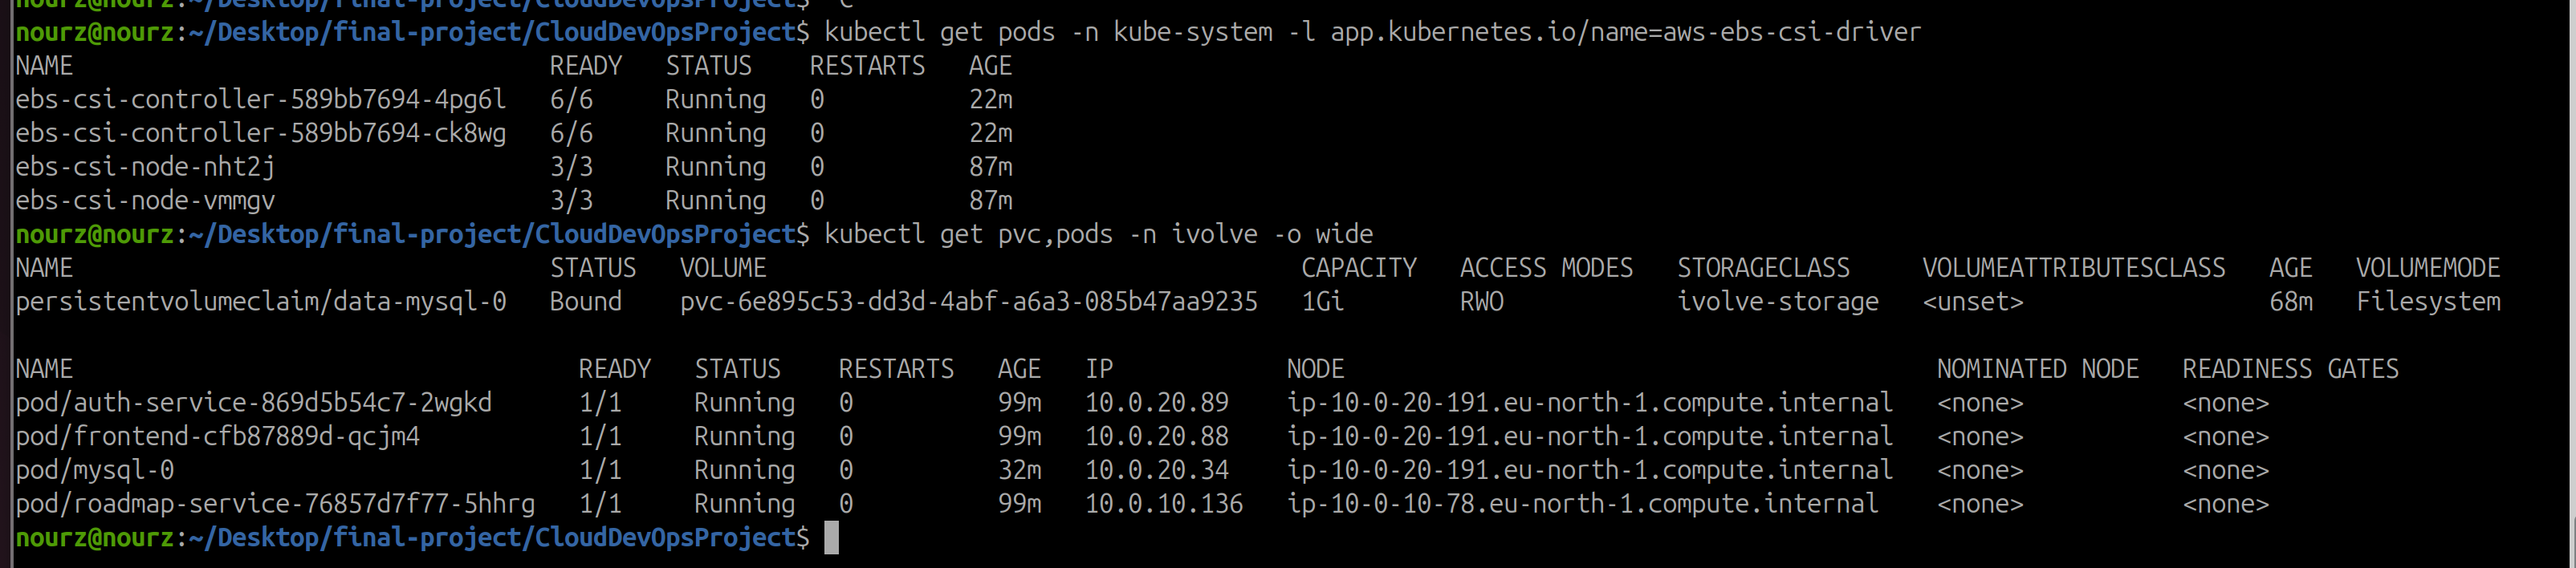 nourz@nourz:~/Desktop/final-project/CloudDevOpsProject$ ^C
nourz@nourz:~/Desktop/final-project/CloudDevOpsProject$ kubectl get pods -n kube-system -l app.kubernetes.io/name=aws-ebs-csi-driver
NAME READY STATUS RESTARTS AGE
ebs-csi-controller-589bb7694-4pg6l 6/6 Running 0 22m
ebs-csi-controller-589bb7694-ck8wg 6/6 Running 0 22m
ebs-csi-node-nht2j 3/3 Running 0 87m
ebs-csi-node-vmmgv 3/3 Running 0 87m
nourz@nourz:~/Desktop/final-project/CloudDevOpsProject$ kubectl get pvc,pods -n ivolve -o wide
NAME STATUS VOLUME CAPACITY ACCESS MODES STORAGECLASS VOLUMEATTRIBUTESCLASS AGE VOLUMEMODE
persistentvolumeclaim/data-mysql-0 Bound pvc-6e895c53-dd3d-4abf-a6a3-085b47aa9235 1Gi RWO ivolve-storage <unset> 68m Filesystem
NAME READY STATUS RESTARTS AGE IP NODE NOMINATED NODE READINESS GATES
pod/auth-service-869d5b54c7-2wgkd 1/1 Running 0 99m 10.0.20.89 ip-10-0-20-191.eu-north-1.compute.internal <none> <none>
pod/frontend-cfb87889d-qcjm4 1/1 Running 0 99m 10.0.20.88 ip-10-0-20-191.eu-north-1.compute.internal <none> <none>
pod/mysql-0 1/1 Running 0 32m 10.0.20.34 ip-10-0-20-191.eu-north-1.compute.internal <none> <none>
pod/roadmap-service-76857d7f77-5hhrg 1/1 Running 0 99m 10.0.10.136 ip-10-0-10-78.eu-north-1.compute.internal <none> <none>
nourz@nourz:~/Desktop/final-project/CloudDevOpsProject$